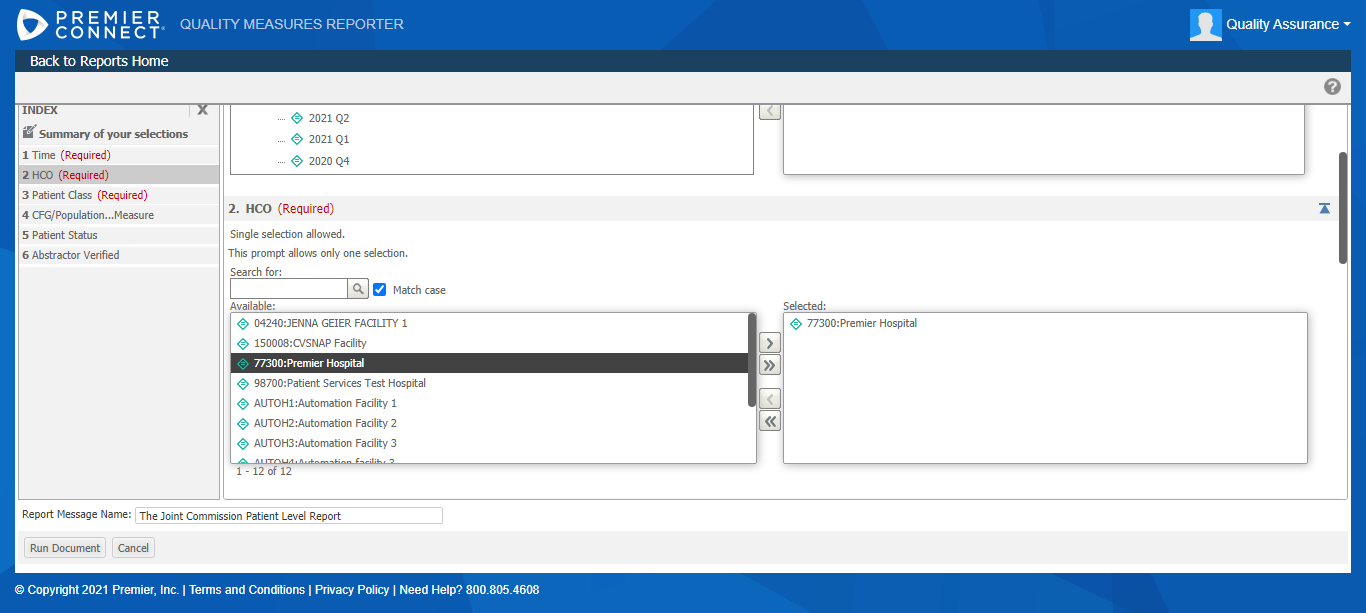 PREMIER CONNECT® QUALITY MEASURES REPORTER
Quality Assurance
Back to Reports Home
INDEX
Summary of your selections
1 Time (Required)
2 HCO (Required)
3 Patient Class (Required)
4 CFG/Population...Measure
5 Patient Status
6 Abstractor Verified
2021 Q2
2021 Q1
2020 Q4
2. HCO (Required)
Single selection allowed.
This prompt allows only one selection.
Search for:
Match case
Available:
04240:JENNA GEIER FACILITY 1
150008:CVSNAP Facility
77300:Premier Hospital
98700:Patient Services Test Hospital
AUTOH1:Automation Facility 1
AUTOH2:Automation Facility 2
AUTOH3:Automation Facility 3
AUTOH4:Automation facility 3
1 - 12 of 12
Selected:
77300:Premier Hospital
Report Message Name: The Joint Commission Patient Level Report
Run Document Cancel
© Copyright 2021 Premier, Inc. | Terms and Conditions | Privacy Policy | Need Help? 800.805.4608